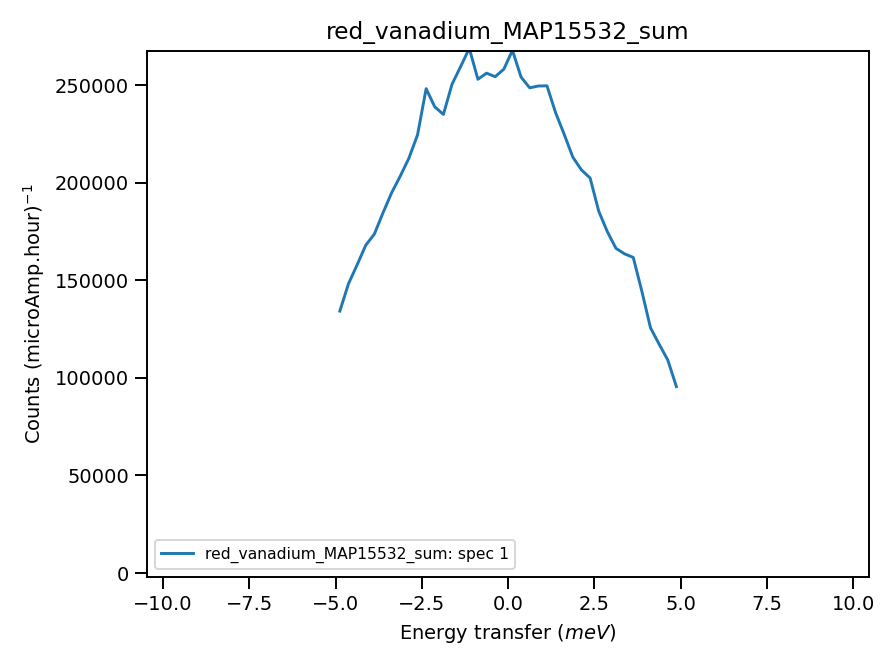 red_vanadium_MAP15532_sum
Counts (microAmp.hour)⁻¹
250000
200000
150000
100000
50000
0
red_vanadium_MAP15532_sum: spec 1
−10.0 −7.5 −5.0 −2.5 0.0 2.5 5.0 7.5 10.0
Energy transfer (meV)